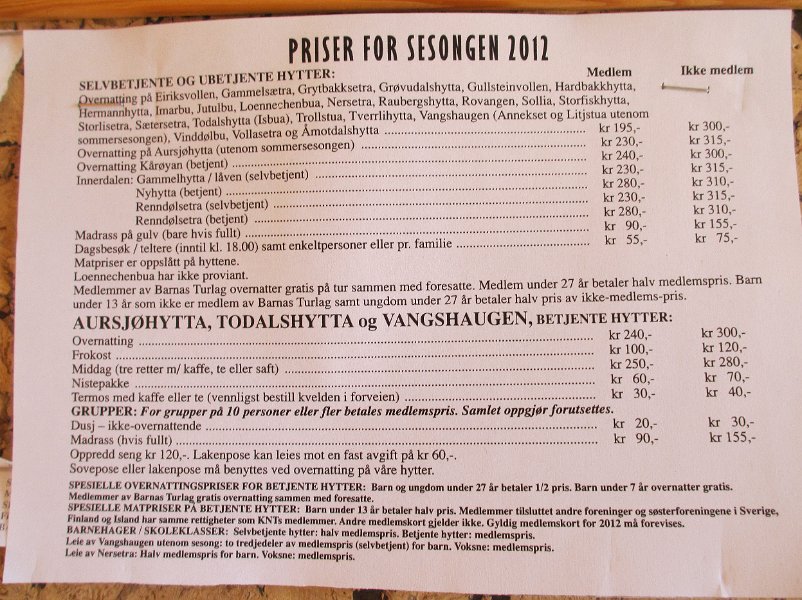 PRISER FOR SESONGEN 2012
SELVBETJENTE OG UBETJENTE HYTTER: Medlem Ikke medlem
Overnatting på Eiriksvollen, Gammelsætra, Grytbakksetra, Grøvudalshytta, Gullsteinvollen, Hardbakkhytta,
Hermannhytta, Imarbu, Jutulbu, Loennechenbua, Nersetra, Raubergshytta, Rovangen, Sollia, Storfiskhytta,
Storlisetra, Sætersetra, Todalshytta (Isbua), Trollstua, Tverrlihytta, Vangshaugen (Annekset og Litjstua utenom
sommersesongen), Vinddølbu, Vollasetra og Åmotdalshytta ........ kr 195,- kr 300,-
Overnatting på Aursjøhytta (utenom sommersesongen) ........ kr 230,- kr 315,-
Overnatting Kårøyan (betjent) ........ kr 240,- kr 300,-
Innerdalen: Gammelhytta / låven (selvbetjent) ........ kr 230,- kr 315,-
Nyhytta (betjent) ........ kr 280,- kr 310,-
Renndølsetra (selvbetjent) ........ kr 230,- kr 315,-
Renndølsetra (betjent) ........ kr 280,- kr 310,-
Madrass på gulv (bare hvis fullt) ........ kr 90,- kr 155,-
Dagsbesøk / teltere (inntil kl. 18.00) samt enkeltpersoner eller pr. familie ........ kr 55,- kr 75,-
Matpriser er oppslått på hyttene.
Loennechenbua har ikke proviant.
Medlemmer av Barnas Turlag overnatter gratis på tur sammen med foresatte. Medlem under 27 år betaler halv medlemspris. Barn
under 13 år som ikke er medlem av Barnas Turlag samt ungdom under 27 år betaler halv pris av ikke-medlems-pris.
AURSJØHYTTA, TODALSHYTTA og VANGSHAUGEN, BETJENTE HYTTER:
Overnatting ........ kr 240,- kr 300,-
Frokost ........ kr 100,- kr 120,-
Middag (tre retter m/ kaffe, te eller saft) ........ kr 250,- kr 280,-
Nistepakke ........ kr 60,- kr 70,-
Termos med kaffe eller te (vennligst bestill kvelden i forveien) ........ kr 30,- kr 40,-
GRUPPER: For grupper på 10 personer eller fler betales medlemspris. Samlet oppgjør forutsettes.
Dusj – ikke-overnattende ........ kr 20,- kr 30,-
Madrass (hvis fullt) ........ kr 90,- kr 155,-
Oppredd seng kr 120,-. Lakenpose kan leies mot en fast avgift på kr 60,-.
Sovepose eller lakenpose må benyttes ved overnatting på våre hytter.
SPESIELLE OVERNATTINGSPRISER FOR BETJENTE HYTTER: Barn og ungdom under 27 år betaler 1/2 pris. Barn under 7 år overnatter gratis.
Medlemmer av Barnas Turlag gratis overnatting sammen med foresatte.
SPESIELLE MATPRISER PÅ BETJENTE HYTTER: Barn under 13 år betaler halv pris. Medlemmer tilsluttet andre foreninger og søsterforeningene i Sverige,
Finland og Island har samme rettigheter som KNTs medlemmer. Andre medlemskort gjelder ikke. Gyldig medlemskort for 2012 må forevises.
BARNEHAGER / SKOLEKLASSER: Selvbetjente hytter: halv medlemspris. Betjente hytter: medlemspris.
Leie av Vangshaugen utenom sesong: to tredjedeler av medlemspris (selvbetjent) for barn. Voksne: medlemspris.
Leie av Nersetra: Halv medlemspris for barn. Voksne: medlemspris.